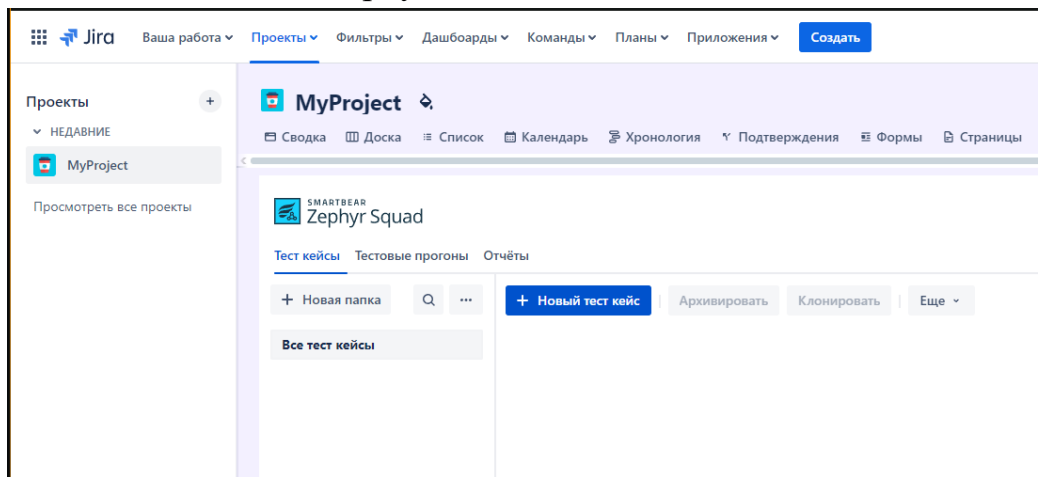 Jira Ваша работа Проекты Фильтры Дашбоарды Команды Планы Приложения Создать
Проекты +
НЕДАВНИЕ
MyProject
Просмотреть все проекты
MyProject
Сводка Доска Список Календарь Хронология Подтверждения Формы Страницы
SMARTBEAR
Zephyr Squad
Тест кейсы Тестовые прогоны Отчёты
+ Новая папка ... + Новый тест кейс Архивировать Клонировать Еще
Все тест кейсы